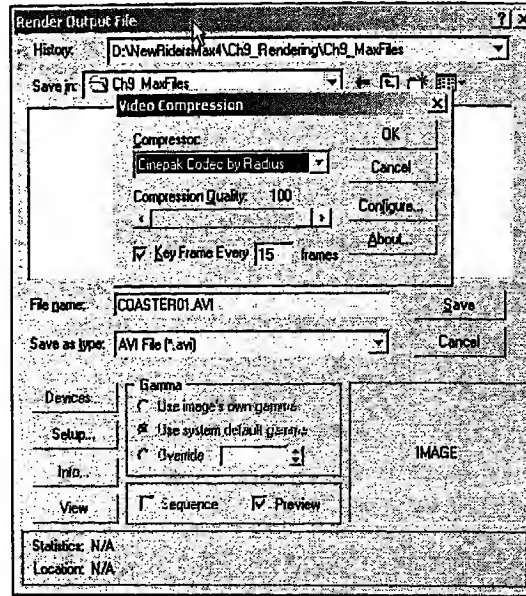 Render Output File
History: D:\NewRidersMax4\Ch9_Rendering\Ch9_MaxFiles
Save in: Ch9_MaxFiles
Video Compression
Compressor:
Cinepak Codec by Radius
OK
Cancel
Compression Quality: 100
Configure...
About...
Key Frame Every 15 frames
File name: COASTER01.AVI
Save
Save as type: AVI File (*.avi)
Cancel
Devices...
Setup...
Info...
View
Gamma
Use image's own gamma
Use system default gamma
Override
Sequence
Preview
IMAGE
Statistics: N/A
Location: N/A